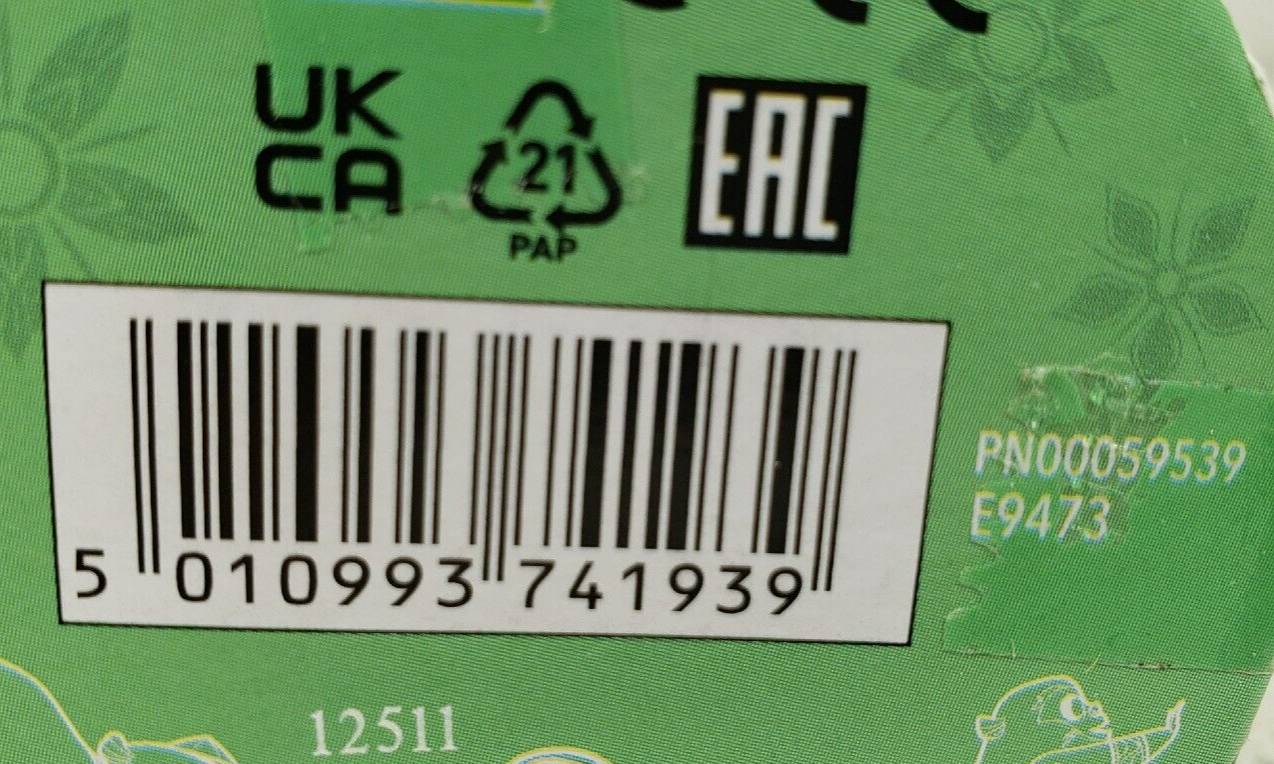 UK
CA
21
PAP
EAC
5 010993 741939
PN00059539
E9473
12511